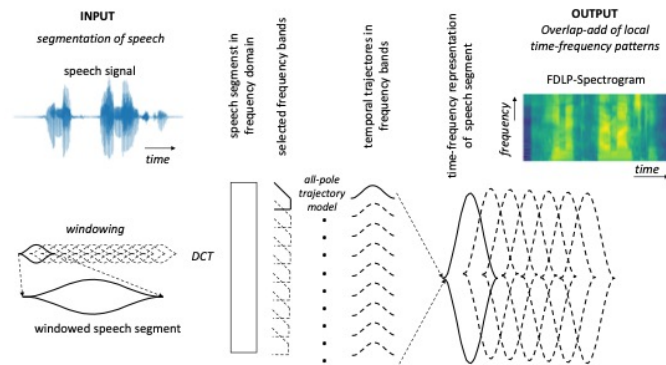 INPUT
segmentation of speech
speech signal
time
windowing
windowed speech segment
DCT
speech segmenst in
frequency domain
selected frequency bands
all-pole
trajectory
model
temporal trajectores in
frequency bands
time-frequency representation
of speech segment
OUTPUT
Overlap-add of local
time-frequency patterns
FDLP-Spectrogram
frequency
time